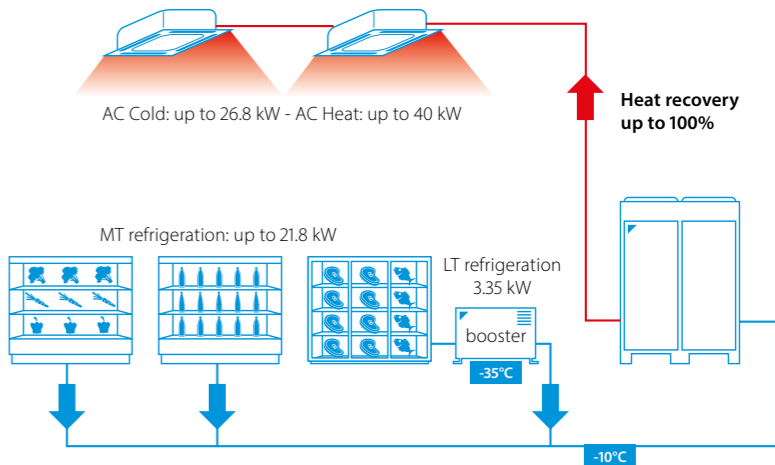 AC Cold: up to 26.8 kW - AC Heat: up to 40 kW
Heat recovery
up to 100%
MT refrigeration: up to 21.8 kW
LT refrigeration
3.35 kW
booster
-35°C
-10°C